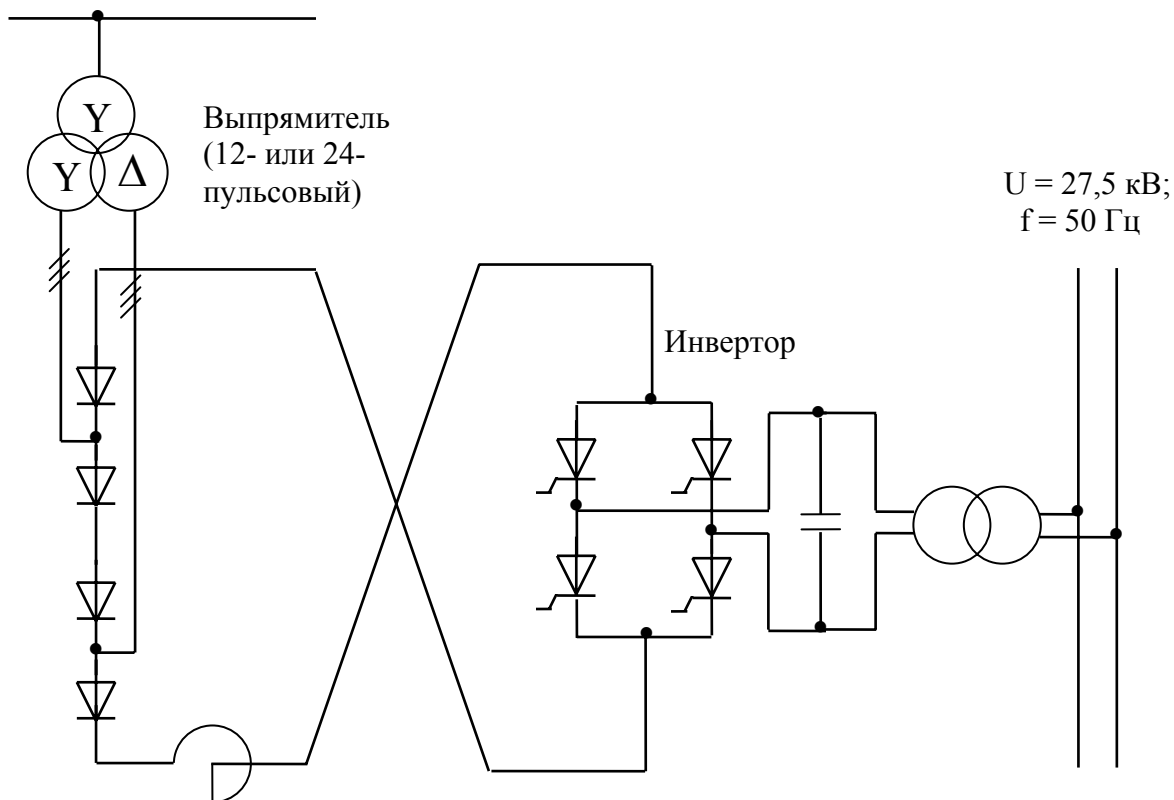 Y
Y Δ
Выпрямитель
(12- или 24-
пульсовый)
U = 27,5 кВ;
f = 50 Гц
Инвертор